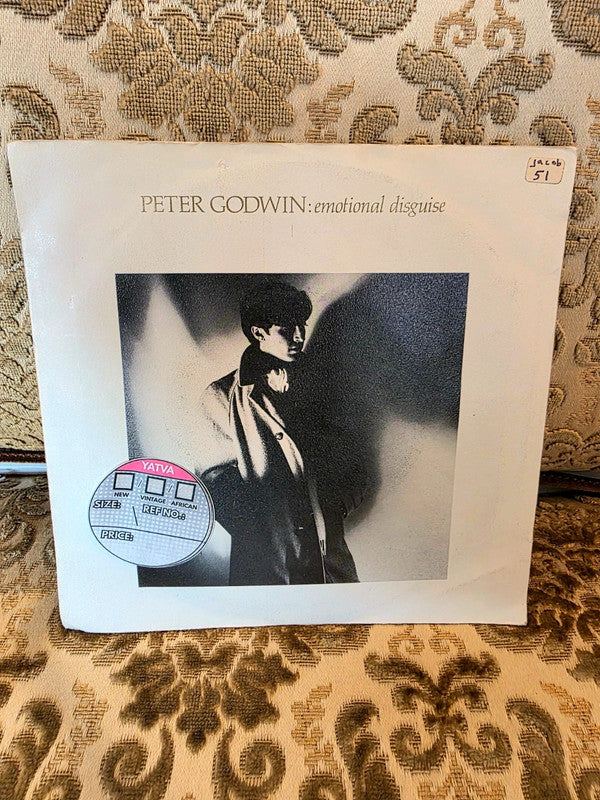 jacob
51
PETER GODWIN: emotional disguise
YATVA
NEW VINTAGE AFRICAN
SIZE: REF NO.:
PRICE: